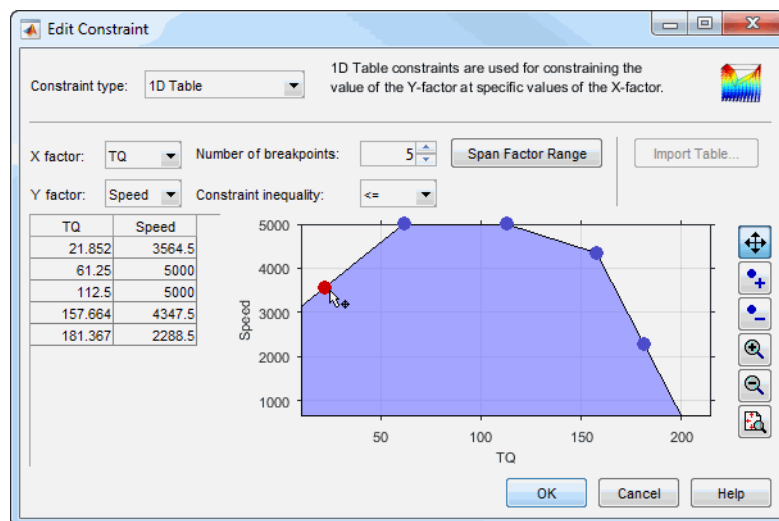 Edit Constraint
Constraint type: 1D Table
1D Table constraints are used for constraining the
value of the Y-factor at specific values of the X-factor.
X factor: TQ Number of breakpoints: 5 Span Factor Range Import Table...
Y factor: Speed Constraint inequality: <=
TQ Speed
21.852 3564.5
61.25 5000
112.5 5000
157.664 4347.5
181.367 2288.5
5000
4000
3000
2000
1000
Speed
50 100 150 200
TQ
OK Cancel Help